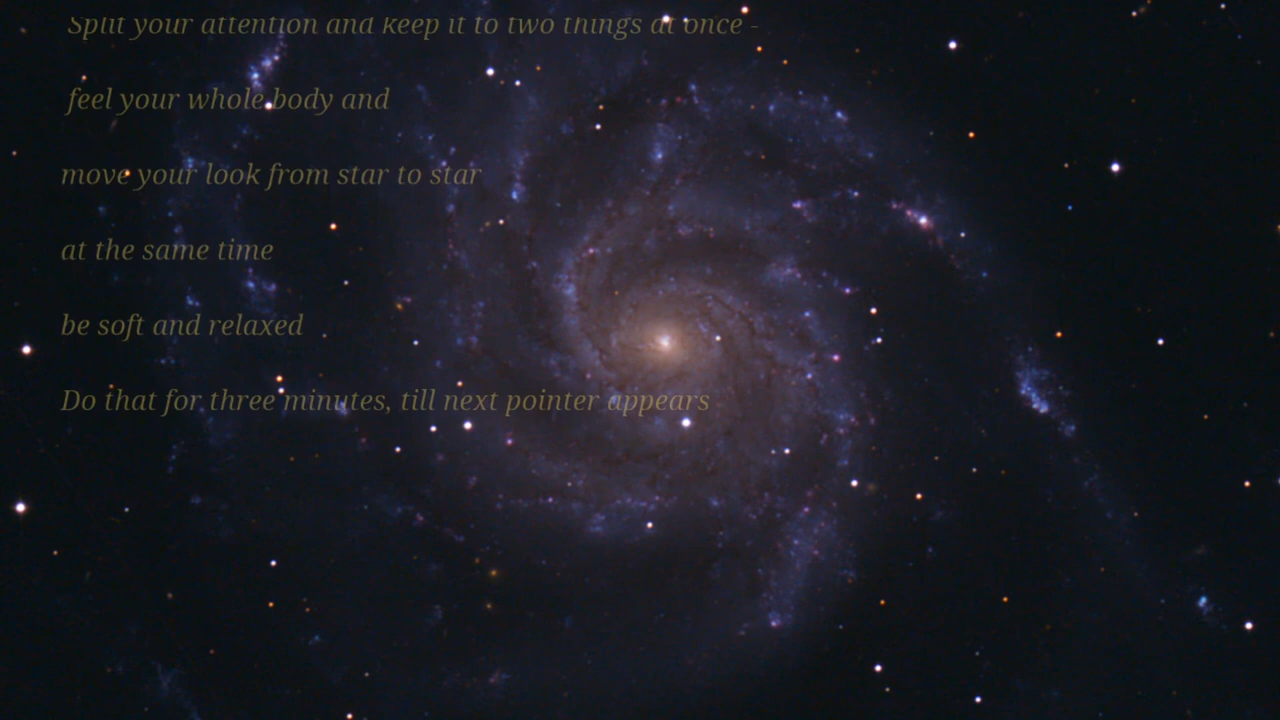 Split your attention and keep it to two things at once -
feel your whole body and
move your look from star to star
at the same time
be soft and relaxed
Do that for three minutes, till next pointer appears